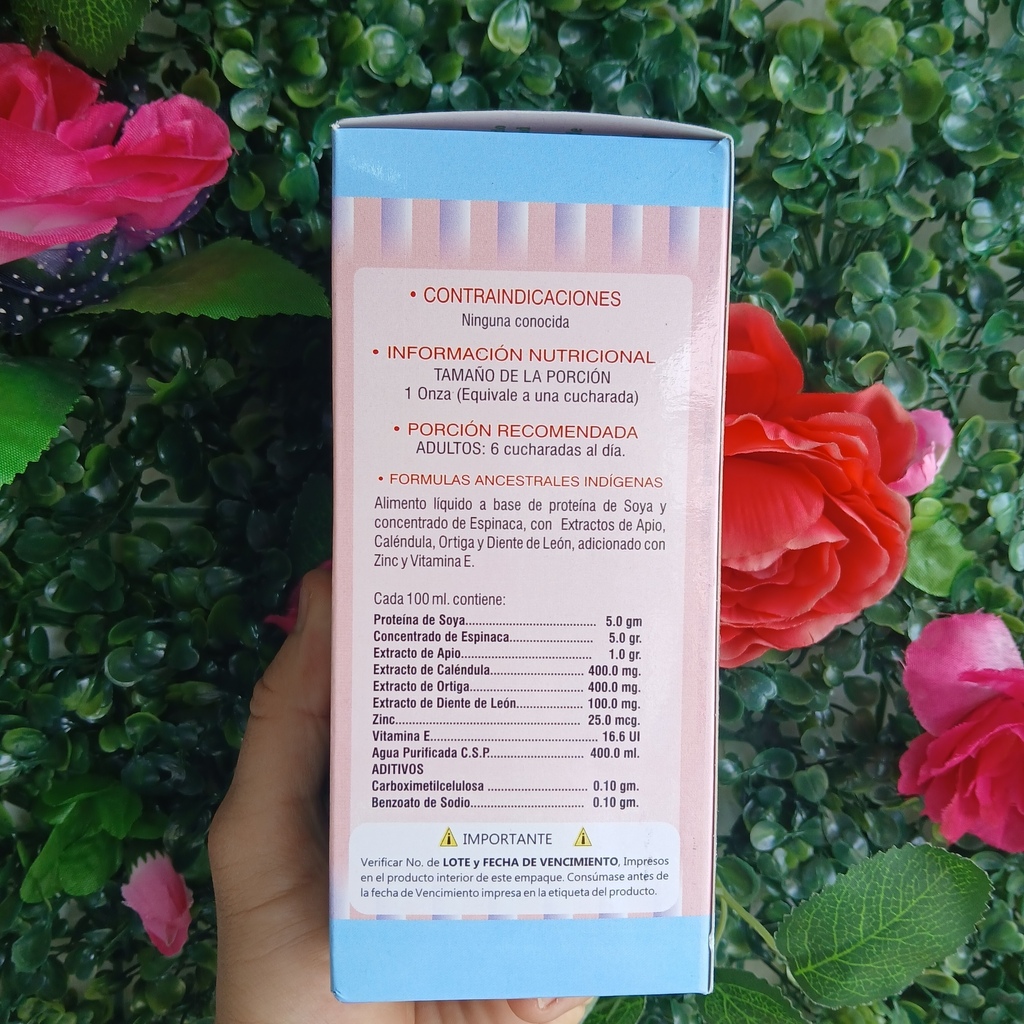 • CONTRAINDICACIONES
Ninguna conocida
• INFORMACIÓN NUTRICIONAL
TAMAÑO DE LA PORCIÓN
1 Onza (Equivale a una cucharada)
• PORCIÓN RECOMENDADA
ADULTOS: 6 cucharadas al día.
• FORMULAS ANCESTRALES INDÍGENAS
Alimento líquido a base de proteína de Soya y
concentrado de Espinaca, con Extractos de Apio,
Caléndula, Ortiga y Diente de León, adicionado con
Zinc y Vitamina E.
Cada 100 ml. contiene:
Proteína de Soya.................................. 5.0 gm
Concentrado de Espinaca...................... 5.0 gr.
Extracto de Apio.................................. 1.0 gr.
Extracto de Caléndula........................ 400.0 mg.
Extracto de Ortiga............................. 400.0 mg.
Extracto de Diente de León................. 100.0 mg.
Zinc................................................ 25.0 mcg.
Vitamina E........................................... 16.6 UI
Agua Purificada C.S.P......................... 400.0 ml.
ADITIVOS
Carboximetilcelulosa .......................... 0.10 gm.
Benzoato de Sodio.............................. 0.10 gm.
IMPORTANTE
Verificar No. de LOTE y FECHA DE VENCIMIENTO, Impresos
en el producto interior de este empaque. Consúmase antes de
la fecha de Vencimiento impresa en la etiqueta del producto.